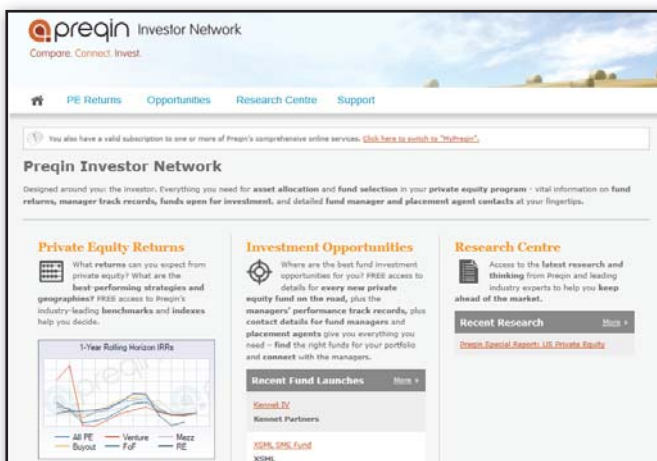 preqin Investor Network
Compare. Connect. Invest.
PE Returns Opportunities Research Centre Support
You also have a valid subscription to one or more of Preqin's comprehensive online services. Click here to switch to "MyPreqin".
Preqin Investor Network
Designed around you: the investor. Everything you need for asset allocation and fund selection in your private equity program - vital information on fund
returns, manager track records, funds open for investment, and detailed fund manager and placement agent contacts at your fingertips.
Private Equity Returns
What returns can you expect from
private equity? What are the
best-performing strategies and
geographies? FREE access to Preqin's
industry-leading benchmarks and indexes
help you decide.
1-Year Rolling Horizon IRRs
preqin
All PE Venture Mezz
Buyout FoF RE
Investment Opportunities
Where are the best fund investment
opportunities for you? FREE access to
details for every new private
equity fund on the road, plus the
managers' performance track records, plus
contact details for fund managers and
placement agents give you everything you
need - find the right funds for your portfolio
and connect with the managers.
Recent Fund Launches More
Kennet IV
Kennet Partners
XSML SME Fund
XSML
Research Centre
Access to the latest research and
thinking from Preqin and leading
industry experts to help you keep
ahead of the market.
Recent Research More
Preqin Special Report: US Private Equity